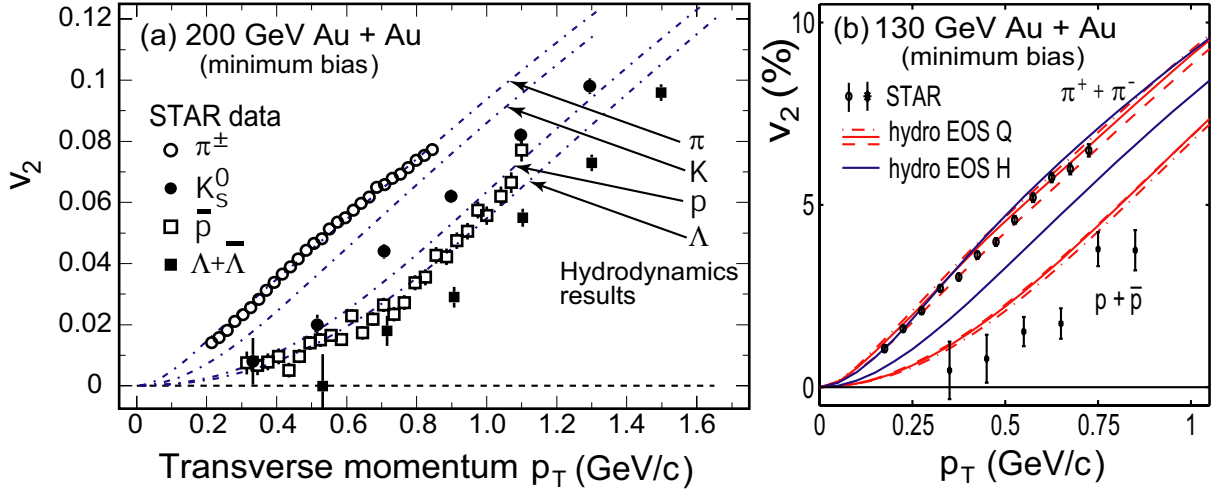 (a) 200 GeV Au + Au
(minimum bias)
STAR data
π±
K⁰_S
p̄
Λ+Λ̄
π
K
p
Λ
Hydrodynamics
results
v₂
0.12
0.1
0.08
0.06
0.04
0.02
0
0 0.2 0.4 0.6 0.8 1.0 1.2 1.4 1.6
Transverse momentum p_T (GeV/c)
(b) 130 GeV Au + Au
(minimum bias)
STAR
π⁺ + π⁻
hydro EOS Q
hydro EOS H
p + p̄
v₂ (%)
10
5
0
0 0.25 0.5 0.75 1
p_T (GeV/c)